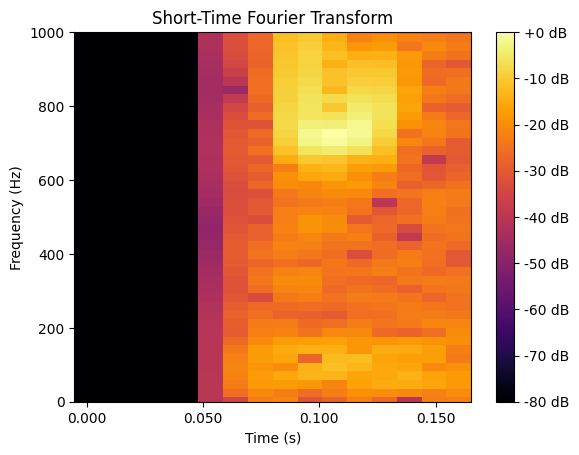 Short-Time Fourier Transform
1000
800
600
400
200
0
Frequency (Hz)
0.000
0.050
0.100
0.150
Time (s)
+0 dB
-10 dB
-20 dB
-30 dB
-40 dB
-50 dB
-60 dB
-70 dB
-80 dB